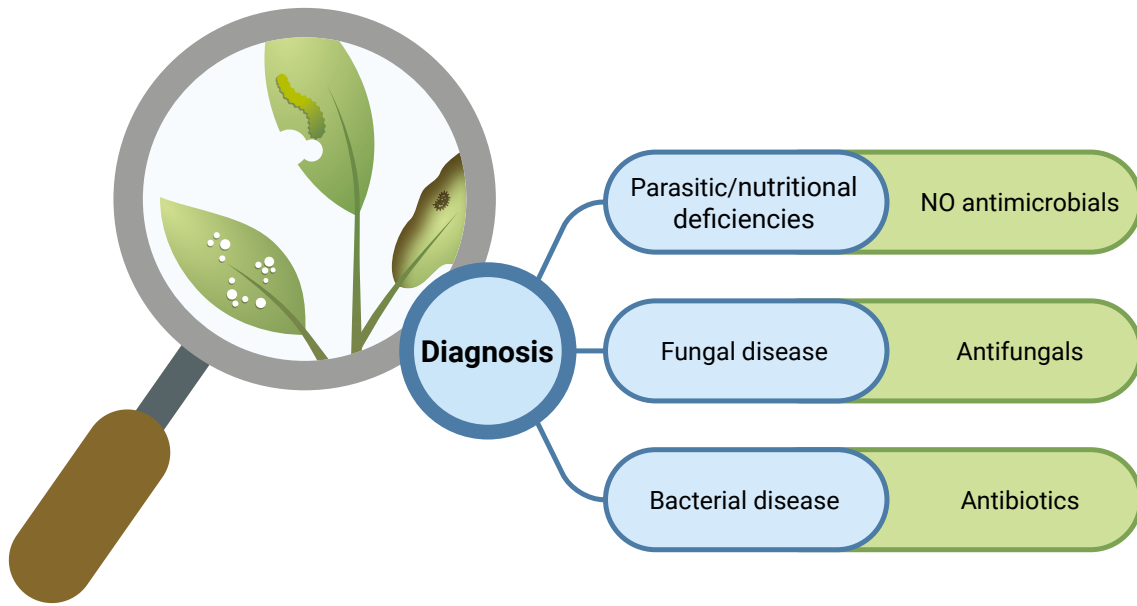 Diagnosis
Parasitic/nutritional
deficiencies
NO antimicrobials
Fungal disease
Antifungals
Bacterial disease
Antibiotics